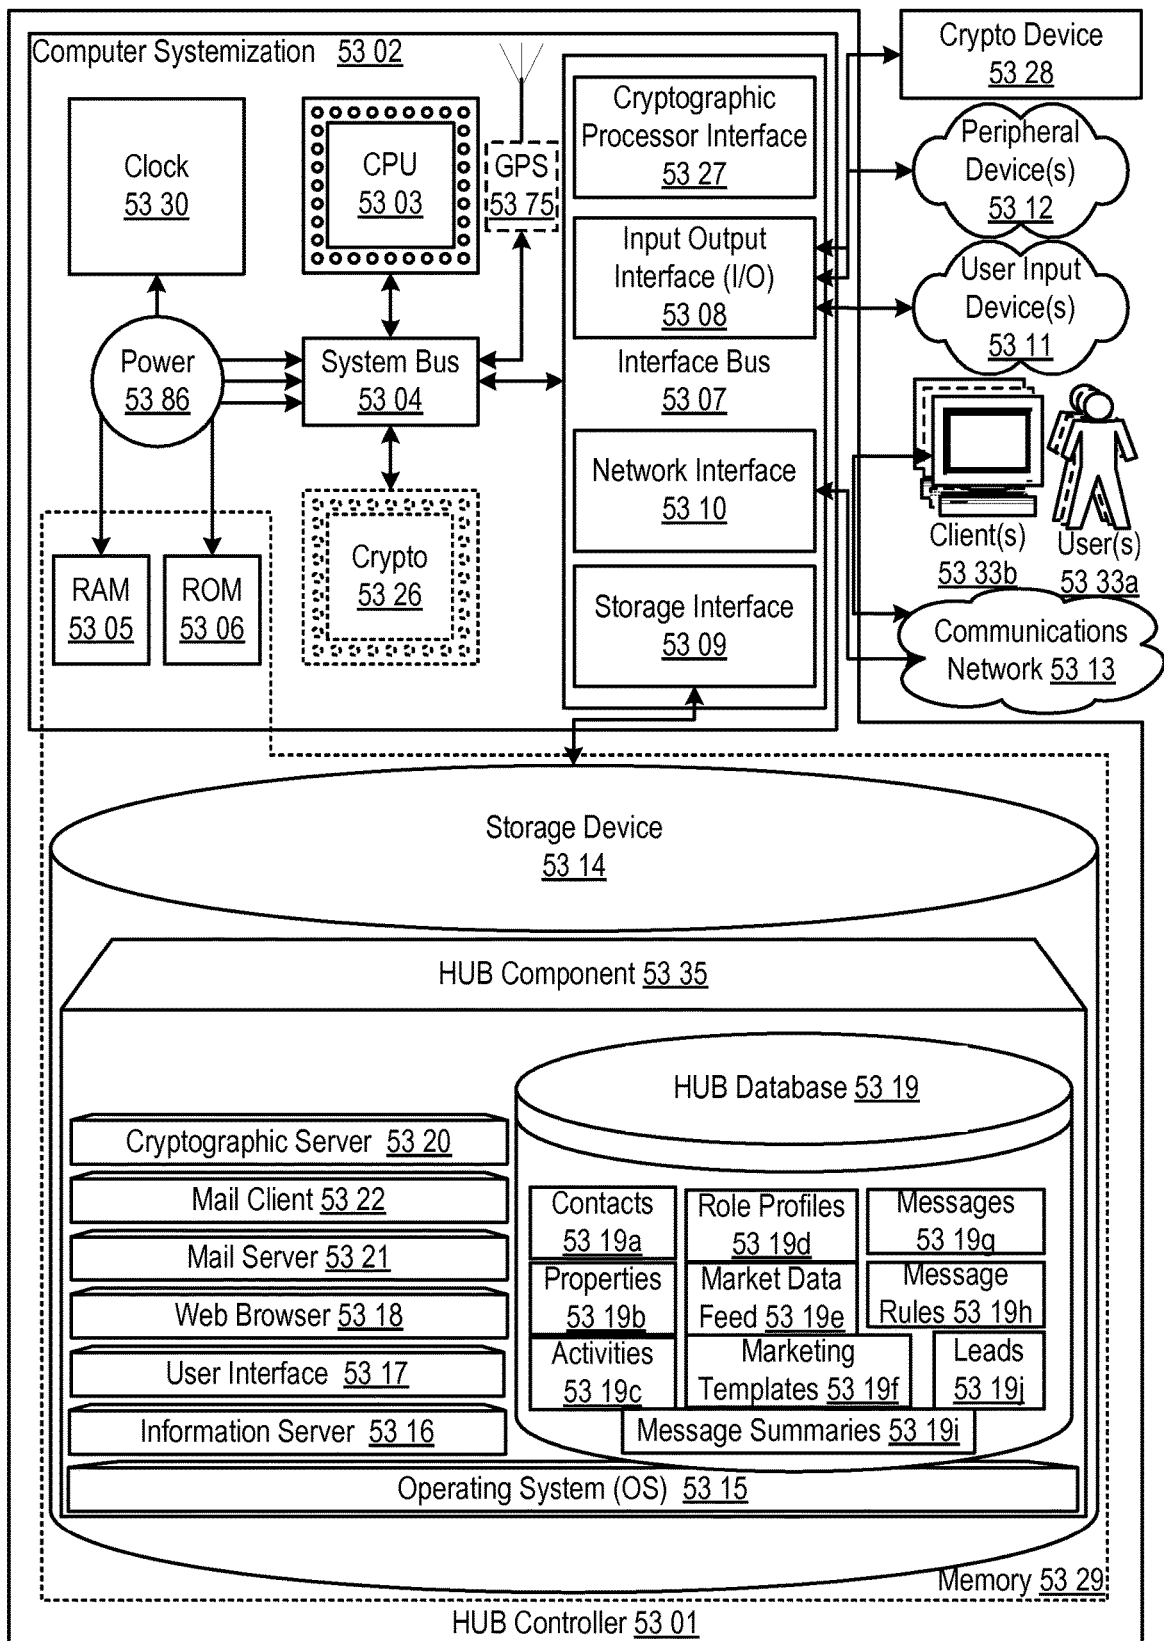 Computer Systemization 53 02
Clock
53 30
CPU
53 03
GPS
53 75
Cryptographic
Processor Interface
53 27
Input Output
Interface (I/O)
53 08
Interface Bus
53 07
Network Interface
53 10
Storage Interface
53 09
Power
53 86
System Bus
53 04
Crypto
53 26
RAM
53 05
ROM
53 06
Crypto Device
53 28
Peripheral
Device(s)
53 12
User Input
Device(s)
53 11
Client(s)
53 33b
User(s)
53 33a
Communications
Network 53 13
Storage Device
53 14
HUB Component 53 35
HUB Database 53 19
Cryptographic Server 53 20
Mail Client 53 22
Mail Server 53 21
Web Browser 53 18
User Interface 53 17
Information Server 53 16
Contacts
53 19a
Role Profiles
53 19d
Messages
53 19g
Properties
53 19b
Market Data
Feed 53 19e
Message
Rules 53 19h
Activities
53 19c
Marketing
Templates 53 19f
Leads
53 19j
Message Summaries 53 19i
Operating System (OS) 53 15
Memory 53 29
HUB Controller 53 01